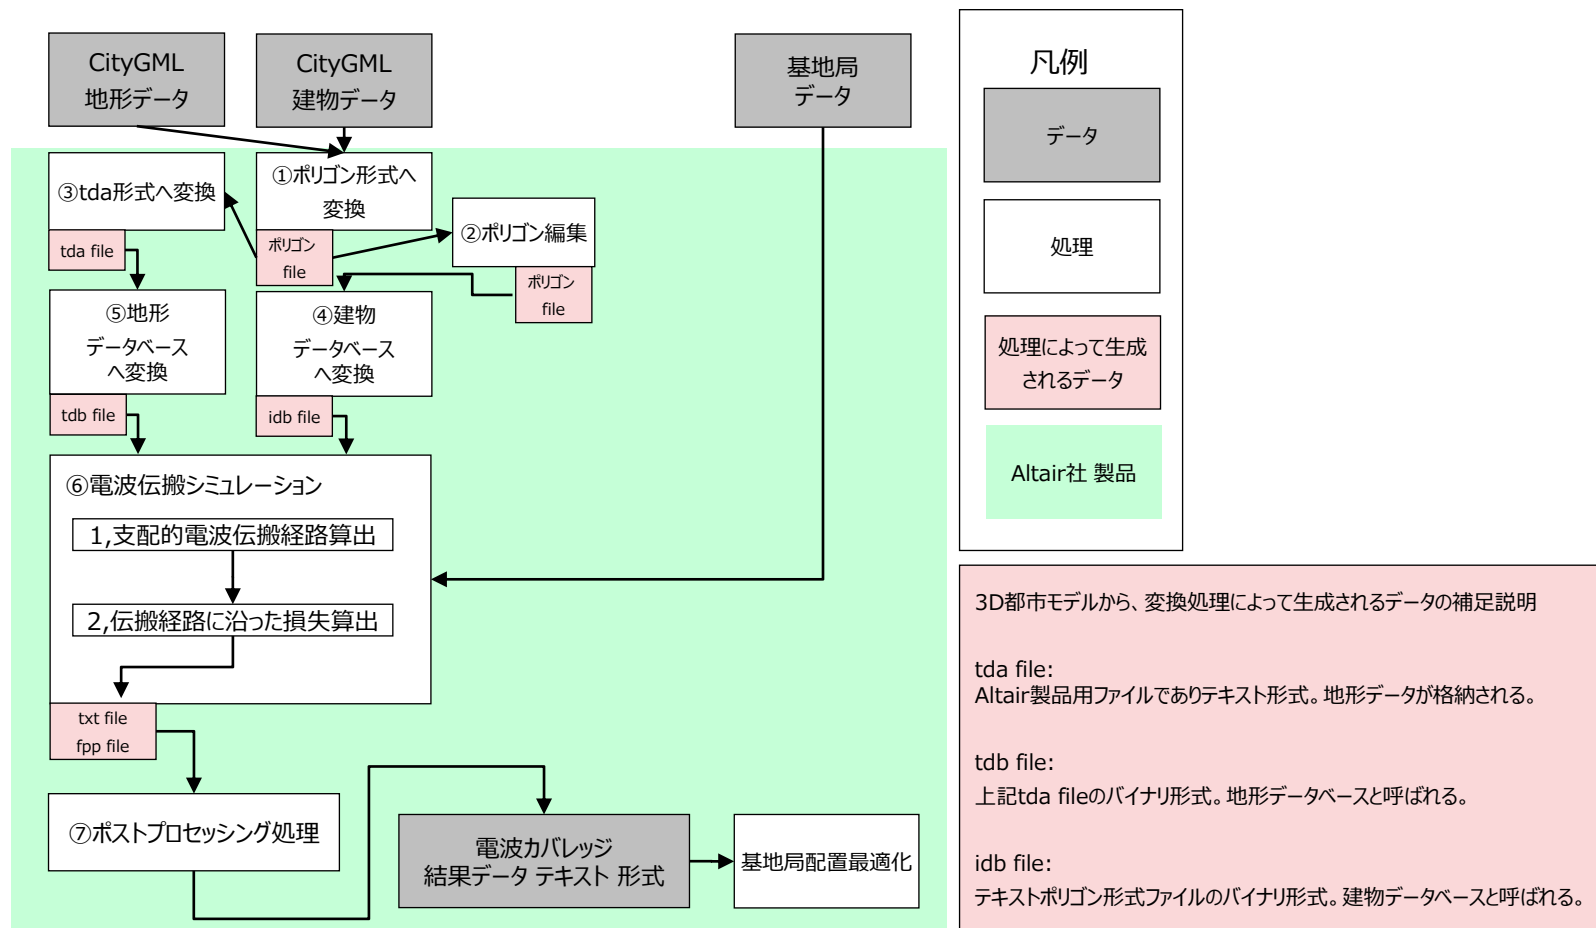 CityGML
地形データ
CityGML
建物データ
基地局
データ
③tda形式へ変換
tda file
①ポリゴン形式へ
変換
ポリゴン
file
②ポリゴン編集
ポリゴン
file
⑤地形
データベース
へ変換
tdb file
④建物
データベース
へ変換
idb file
⑥電波伝搬シミュレーション
1,支配的電波伝搬経路算出
2,伝搬経路に沿った損失算出
txt file
fpp file
⑦ポストプロセッシング処理
電波カバレッジ
結果データ テキスト 形式
基地局配置最適化
凡例
データ
処理
処理によって生成
されるデータ
Altair社 製品
3D都市モデルから、変換処理によって生成されるデータの補足説明
tda file:
Altair製品用ファイルでありテキスト形式。地形データが格納される。
tdb file:
上記tda fileのバイナリ形式。地形データベースと呼ばれる。
idb file:
テキストポリゴン形式ファイルのバイナリ形式。建物データベースと呼ばれる。